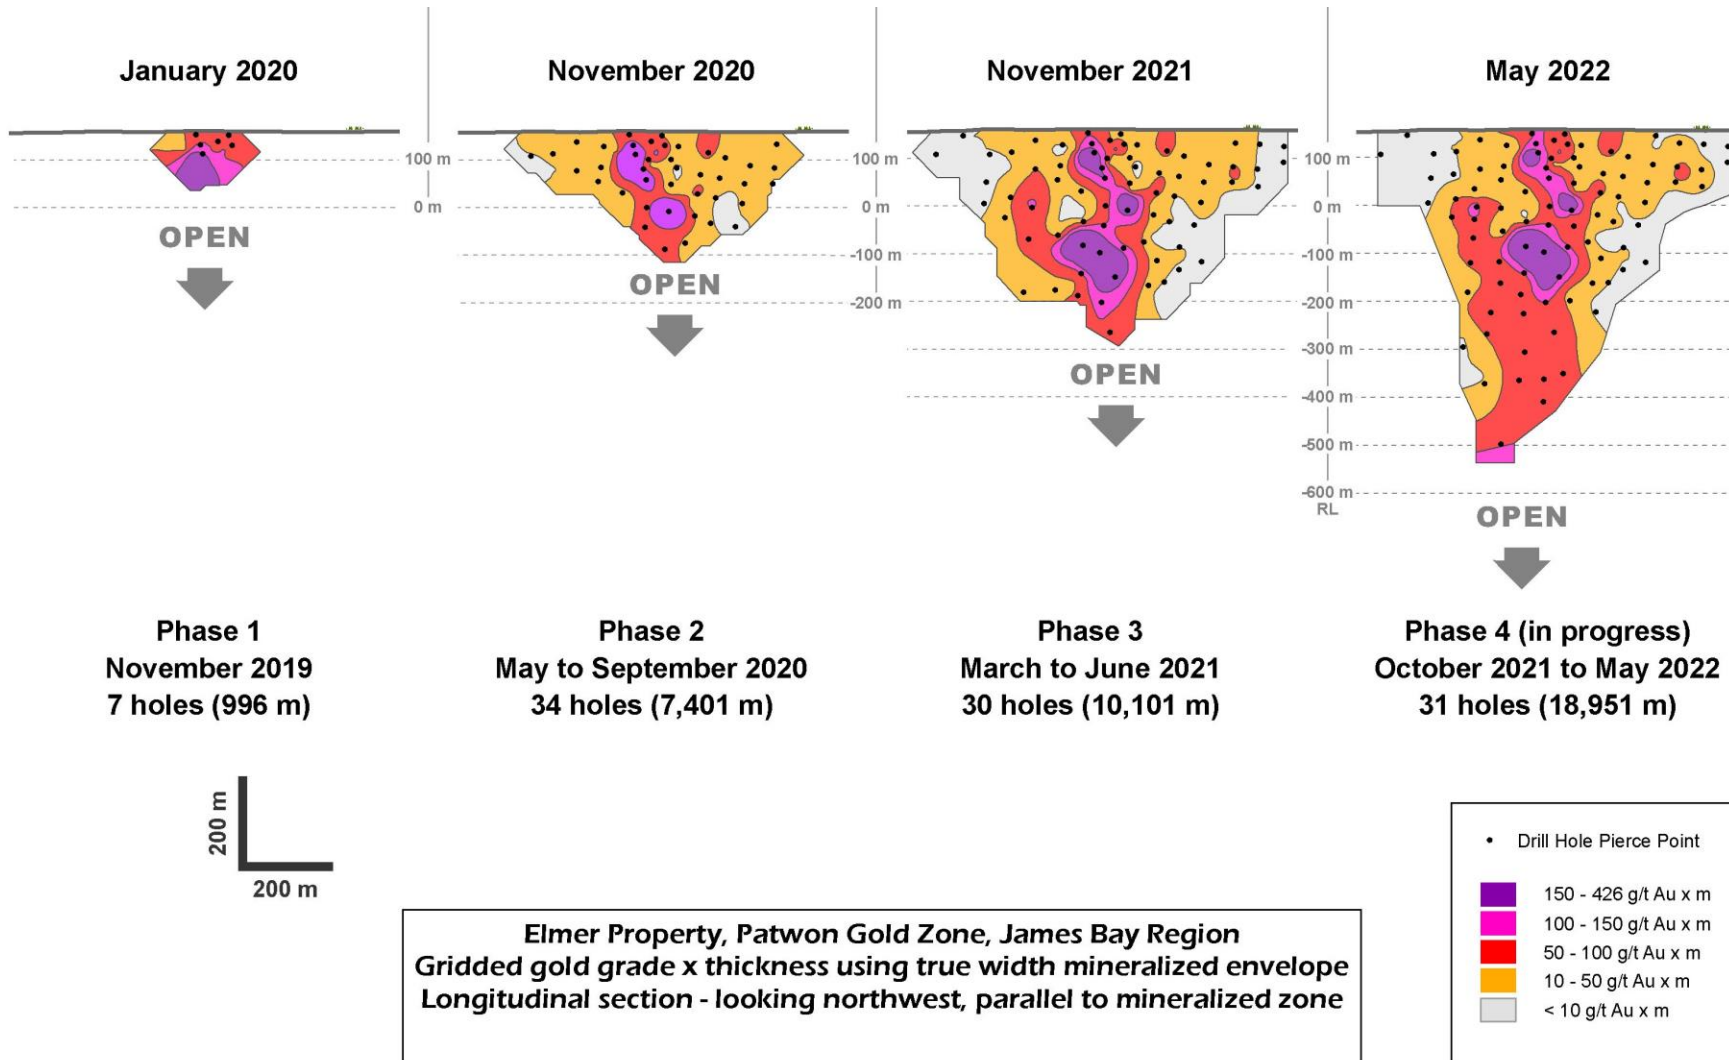 January 2020
November 2020
November 2021
May 2022
100 m
0 m
OPEN
100 m
0 m
-100 m
-200 m
OPEN
100 m
0 m
-100 m
-200 m
-300 m
-400 m
-500 m
-600 m
RL
OPEN
OPEN
Phase 1
November 2019
7 holes (996 m)
Phase 2
May to September 2020
34 holes (7,401 m)
Phase 3
March to June 2021
30 holes (10,101 m)
Phase 4 (in progress)
October 2021 to May 2022
31 holes (18,951 m)
200 m
200 m
Elmer Property, Patwon Gold Zone, James Bay Region
Gridded gold grade x thickness using true width mineralized envelope
Longitudinal section - looking northwest, parallel to mineralized zone
Drill Hole Pierce Point
150 - 426 g/t Au x m
100 - 150 g/t Au x m
50 - 100 g/t Au x m
10 - 50 g/t Au x m
< 10 g/t Au x m